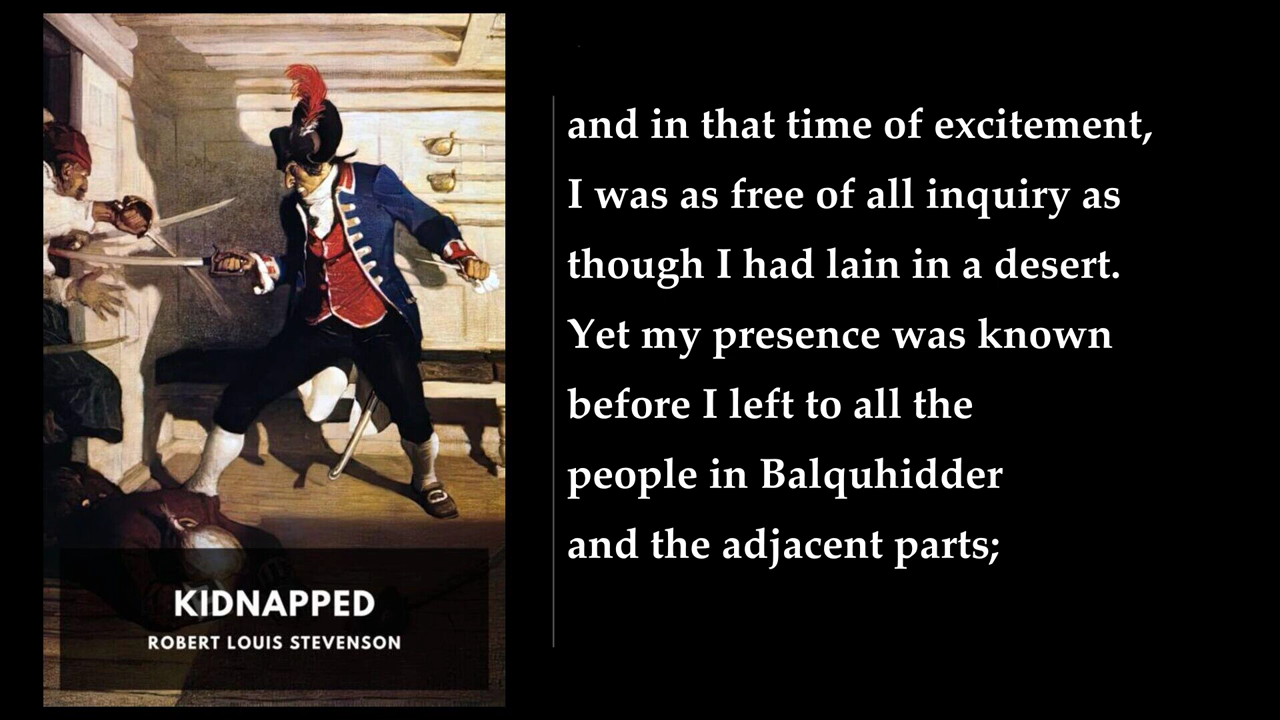 and in that time of excitement,
I was as free of all inquiry as
though I had lain in a desert.
Yet my presence was known
before I left to all the
people in Balquhidder
and the adjacent parts;
KIDNAPPED
ROBERT LOUIS STEVENSON